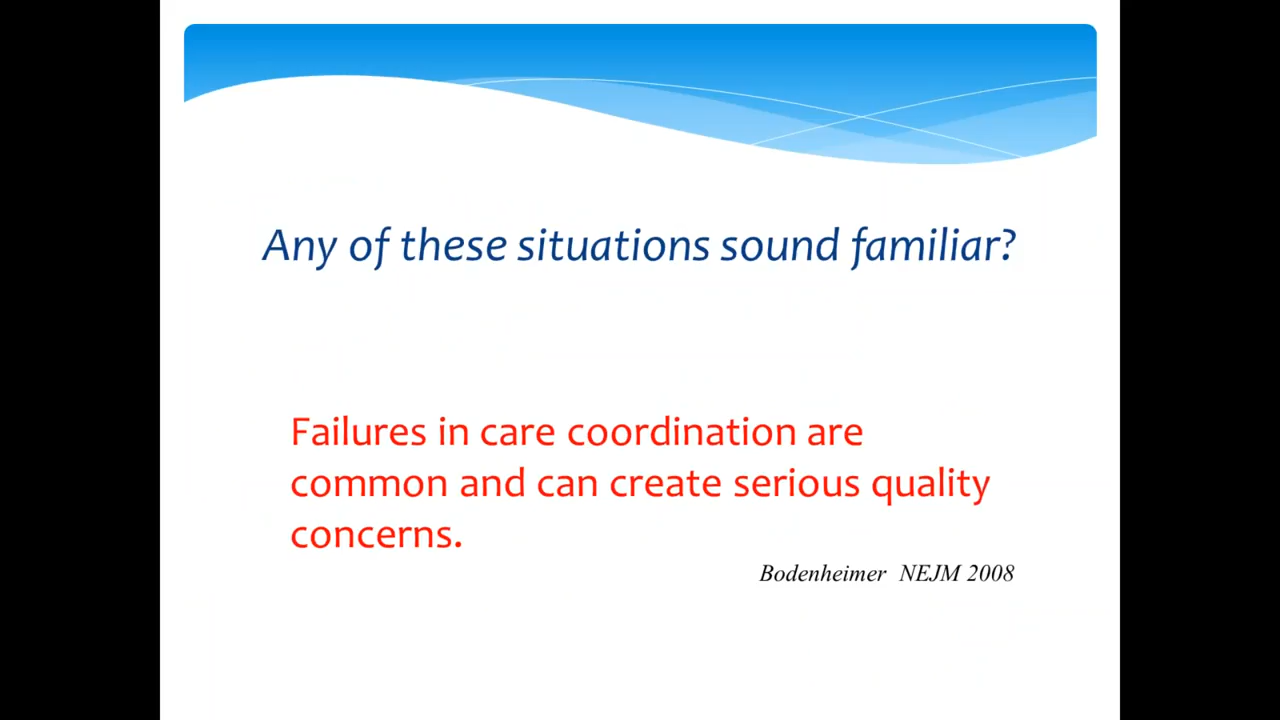 Any of these situations sound familiar?
Failures in care coordination are
common and can create serious quality
concerns.
Bodenheimer NEJM 2008